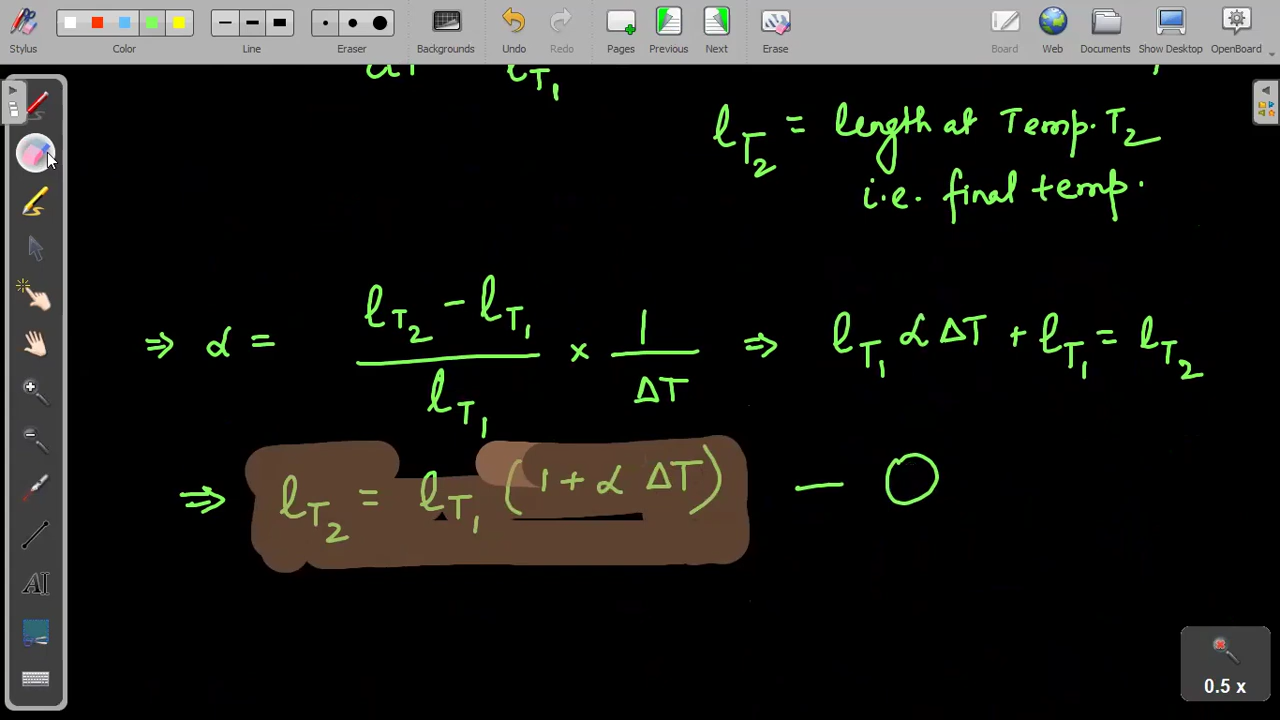 Stylus Color Line Eraser Backgrounds Undo Redo Pages Previous Next Erase Board Web Documents Show Desktop OpenBoard
l_T₁
l_T₂ = length at Temp. T₂
i.e. final temp.
⇒ α = (l_T₂ - l_T₁) / l_T₁ × 1/ΔT ⇒ l_T₁ α ΔT + l_T₁ = l_T₂
⇒ l_T₂ = l_T₁ (1 + α ΔT) — O
AI
0.5 x